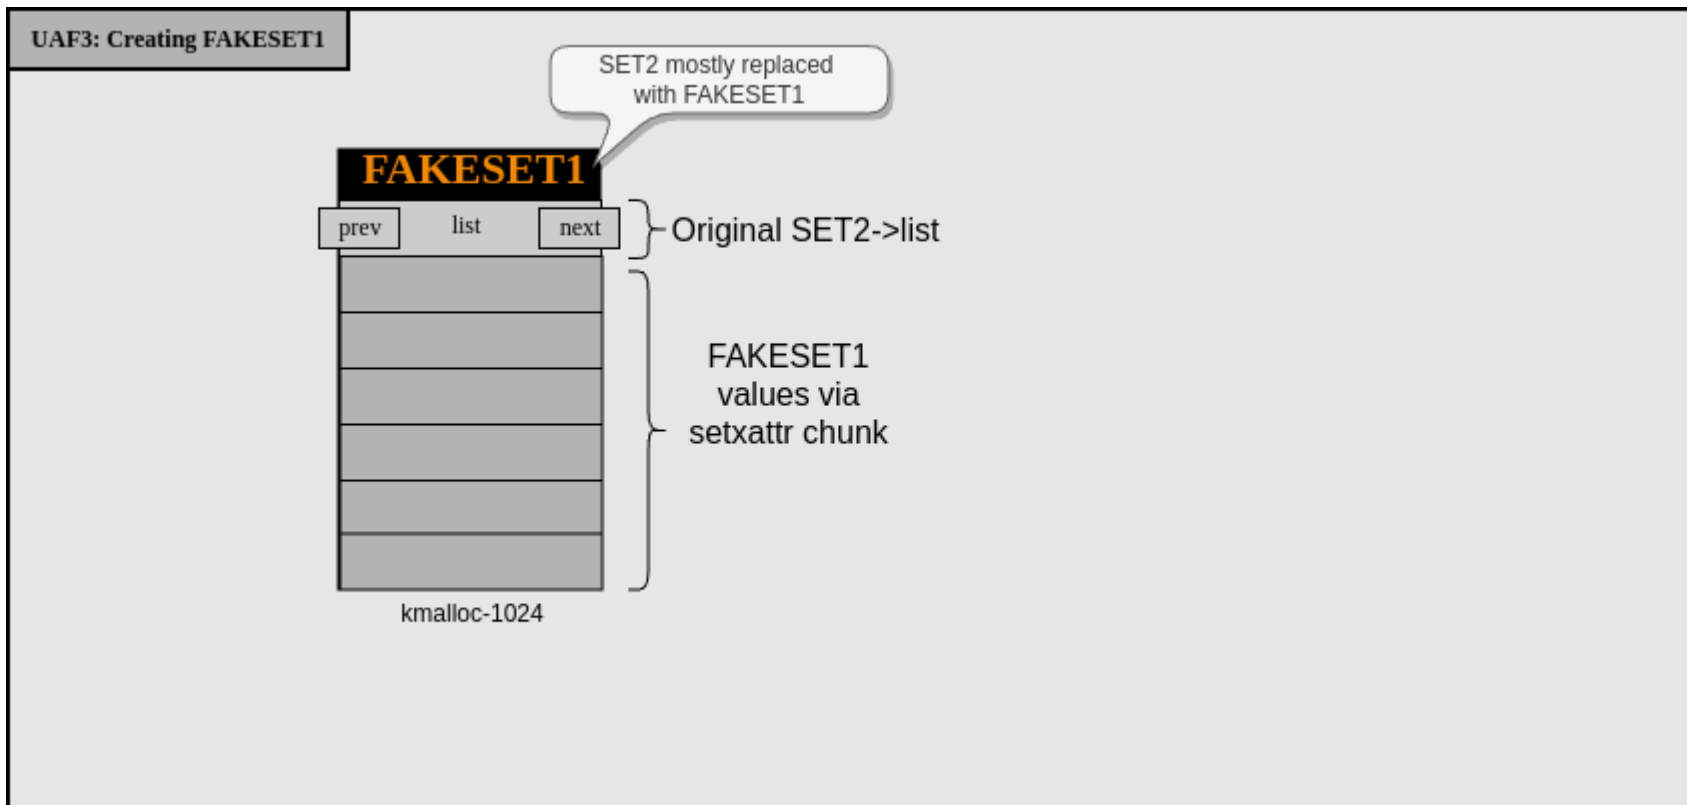 UAF3: Creating FAKESET1
SET2 mostly replaced
with FAKESET1
FAKESET1
prev
list
next
Original SET2->list
FAKESET1
values via
setxattr chunk
kmalloc-1024